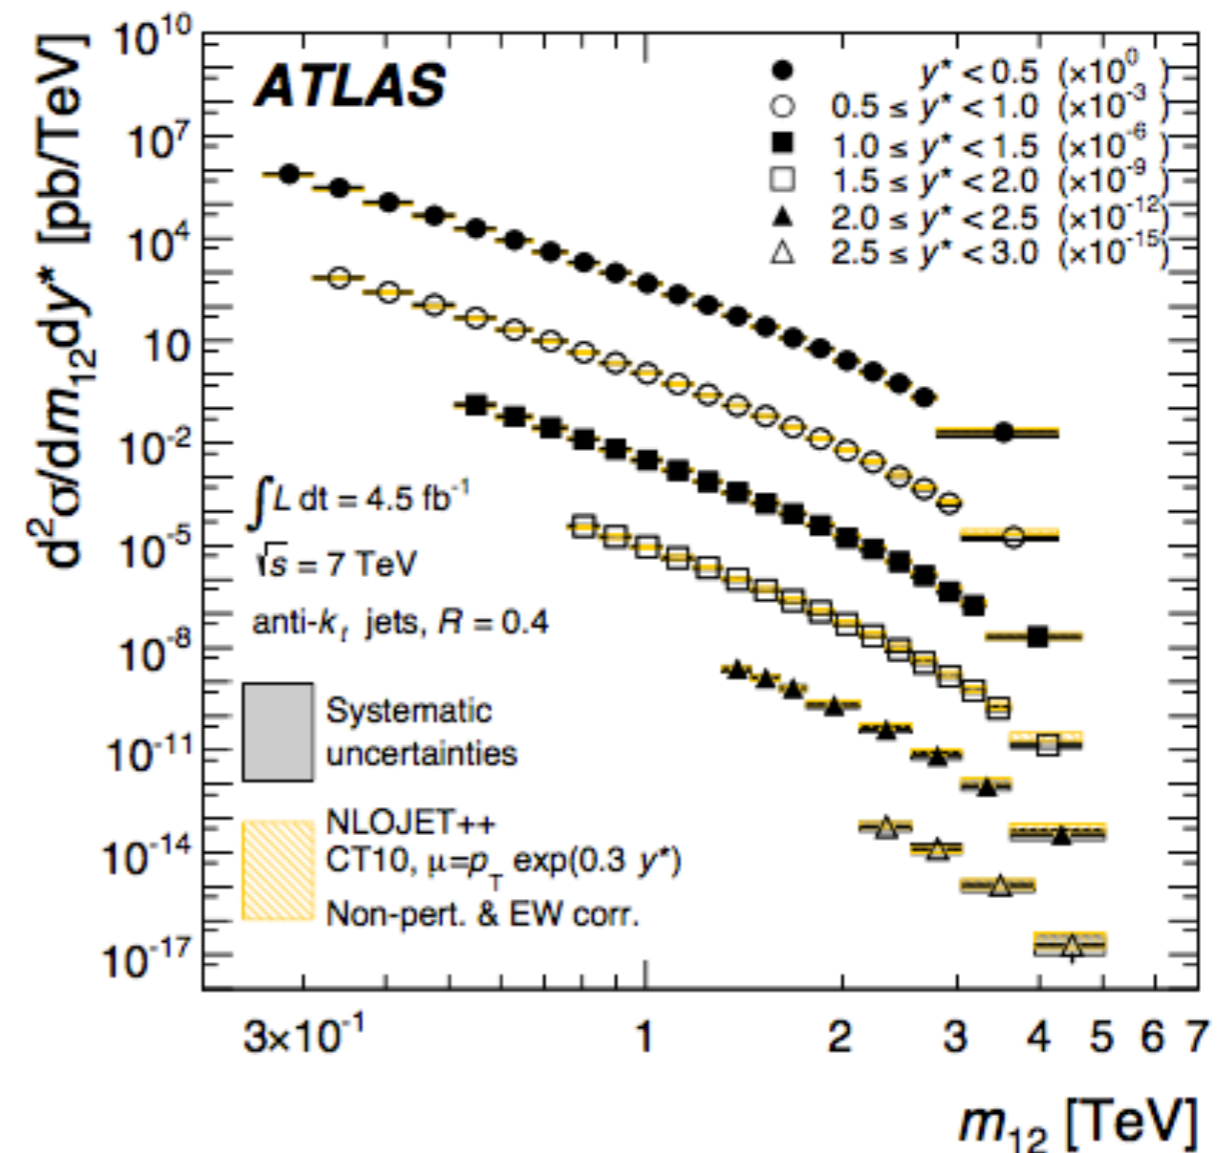 ATLAS
y* < 0.5 (×10⁰)
0.5 ≤ y* < 1.0 (×10⁻³)
1.0 ≤ y* < 1.5 (×10⁻⁶)
1.5 ≤ y* < 2.0 (×10⁻⁹)
2.0 ≤ y* < 2.5 (×10⁻¹²)
2.5 ≤ y* < 3.0 (×10⁻¹⁵)
d²σ/dm₁₂dy* [pb/TeV]
10¹⁰
10⁷
10⁴
10
10⁻²
10⁻⁵
10⁻⁸
10⁻¹¹
10⁻¹⁴
10⁻¹⁷
∫L dt = 4.5 fb⁻¹
√s = 7 TeV
anti-kₜ jets, R = 0.4
Systematic
uncertainties
NLOJET++
CT10, μ=p_T exp(0.3 y*)
Non-pert. & EW corr.
3×10⁻¹ 1 2 3 4 5 6 7
m₁₂ [TeV]